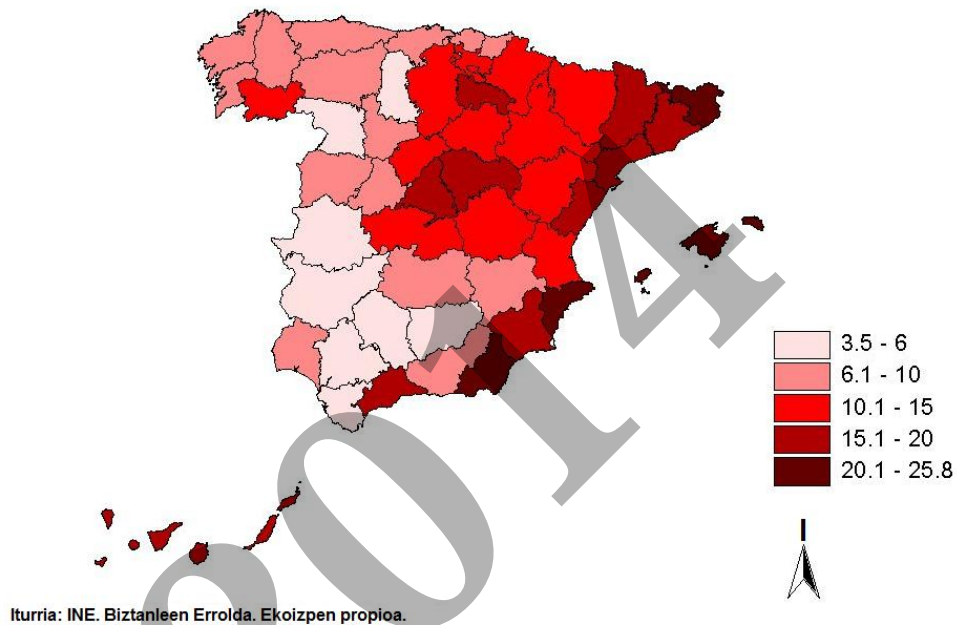 2014
3.5 - 6
6.1 - 10
10.1 - 15
15.1 - 20
20.1 - 25.8
I
Iturria: INE. Biztanleen Errolda. Ekoizpen propioa.